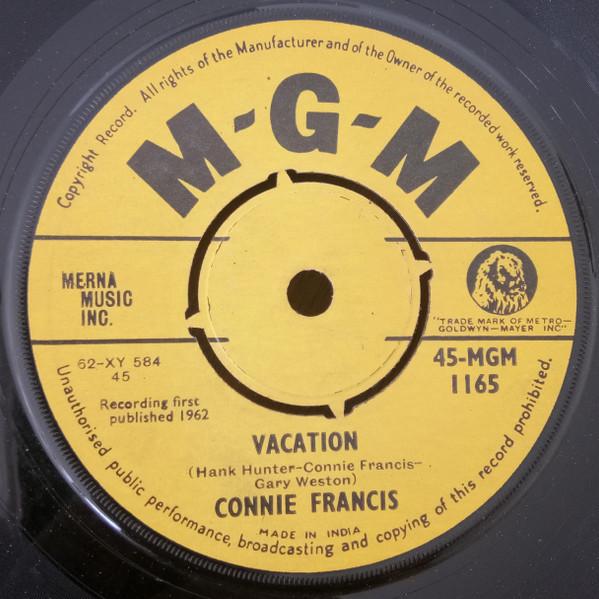 Copyright Record. All rights of the Manufacturer and of the Owner of the recorded work reserved.
M-G-M
MERNA
MUSIC
INC.
"TRADE MARK OF METRO-
GOLDWYN-MAYER INC"
62-XY 584
45
45-MGM
1165
Recording first
published 1962
VACATION
(Hank Hunter-Connie Francis-
Gary Weston)
CONNIE FRANCIS
MADE IN INDIA
Unauthorised public performance, broadcasting and copying of this record prohibited.